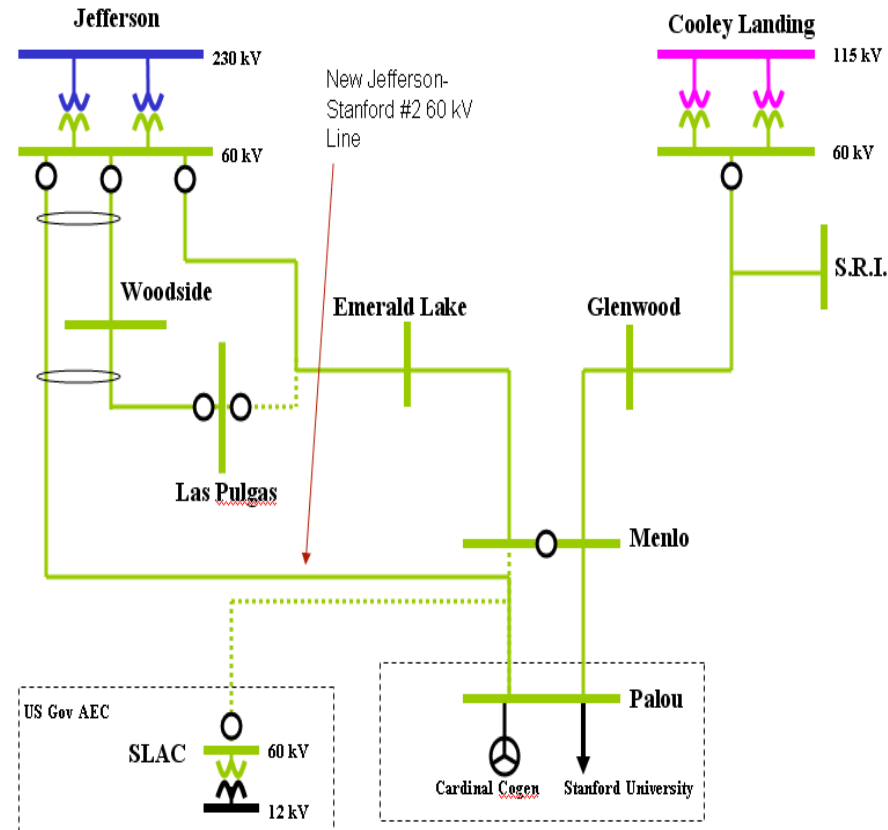 Jefferson
Cooley Landing
230 kV
115 kV
New Jefferson-
Stanford #2 60 kV
Line
60 kV
60 kV
S.R.I.
Woodside
Emerald Lake
Glenwood
Las Pulgas
Menlo
US Gov AEC
Palou
SLAC
60 kV
Cardinal Cogen
Stanford University
12 kV